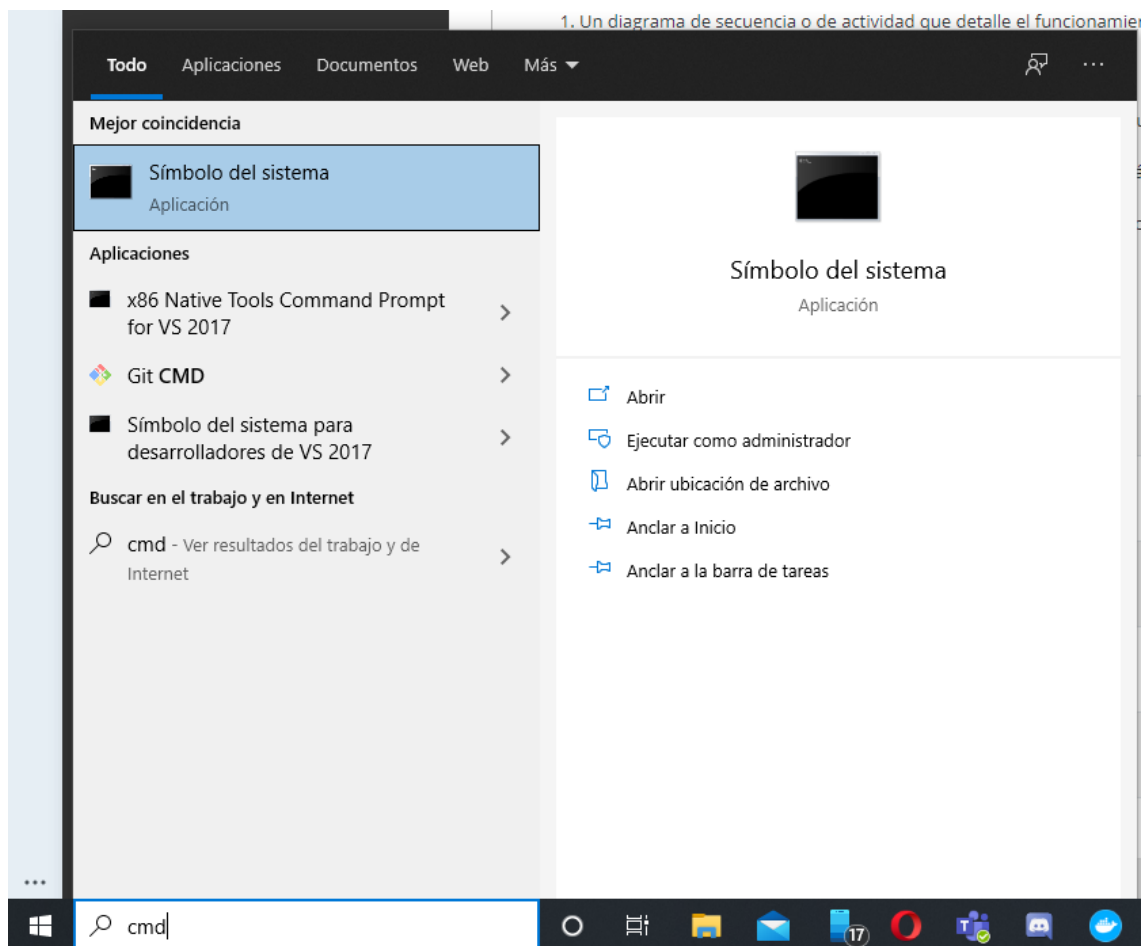 1. Un diagrama de secuencia o de actividad que detalle el
Todo Aplicaciones Documentos Web Más
Mejor coincidencia
Símbolo del sistema
Aplicación
Aplicaciones
x86 Native Tools Command Prompt
for VS 2017
Git CMD
Símbolo del sistema para
desarrolladores de VS 2017
Buscar en el trabajo y en Internet
cmd - Ver resultados del trabajo y de
Internet
Símbolo del sistema
Aplicación
Abrir
Ejecutar como administrador
Abrir ubicación de archivo
Anclar a Inicio
Anclar a la barra de tareas
cmd
17